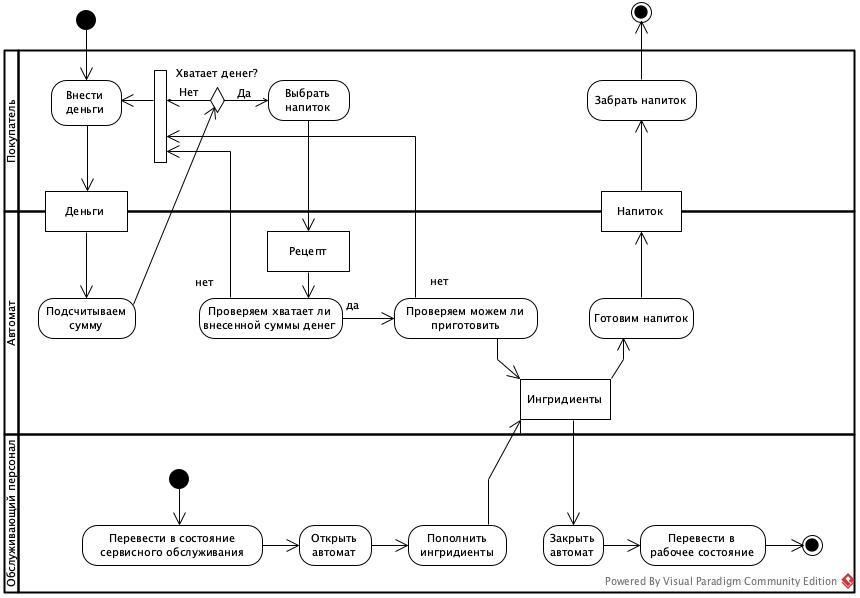 Покупатель
Хватает денег?
Внести
деньги
Нет
Да
Выбрать
напиток
Забрать напиток
Деньги
Напиток
Автомат
Рецепт
нет
нет
Подсчитываем
сумму
Проверяем хватает ли
внесенной суммы денег
да
Проверяем можем ли
приготовить
Готовим напиток
Ингридиенты
Обслуживающий персонал
Перевести в состояние
сервисного обслуживания
Открыть
автомат
Пополнить
ингридиенты
Закрыть
автомат
Перевести в
рабочее состояние
Powered By Visual Paradigm Community Edition